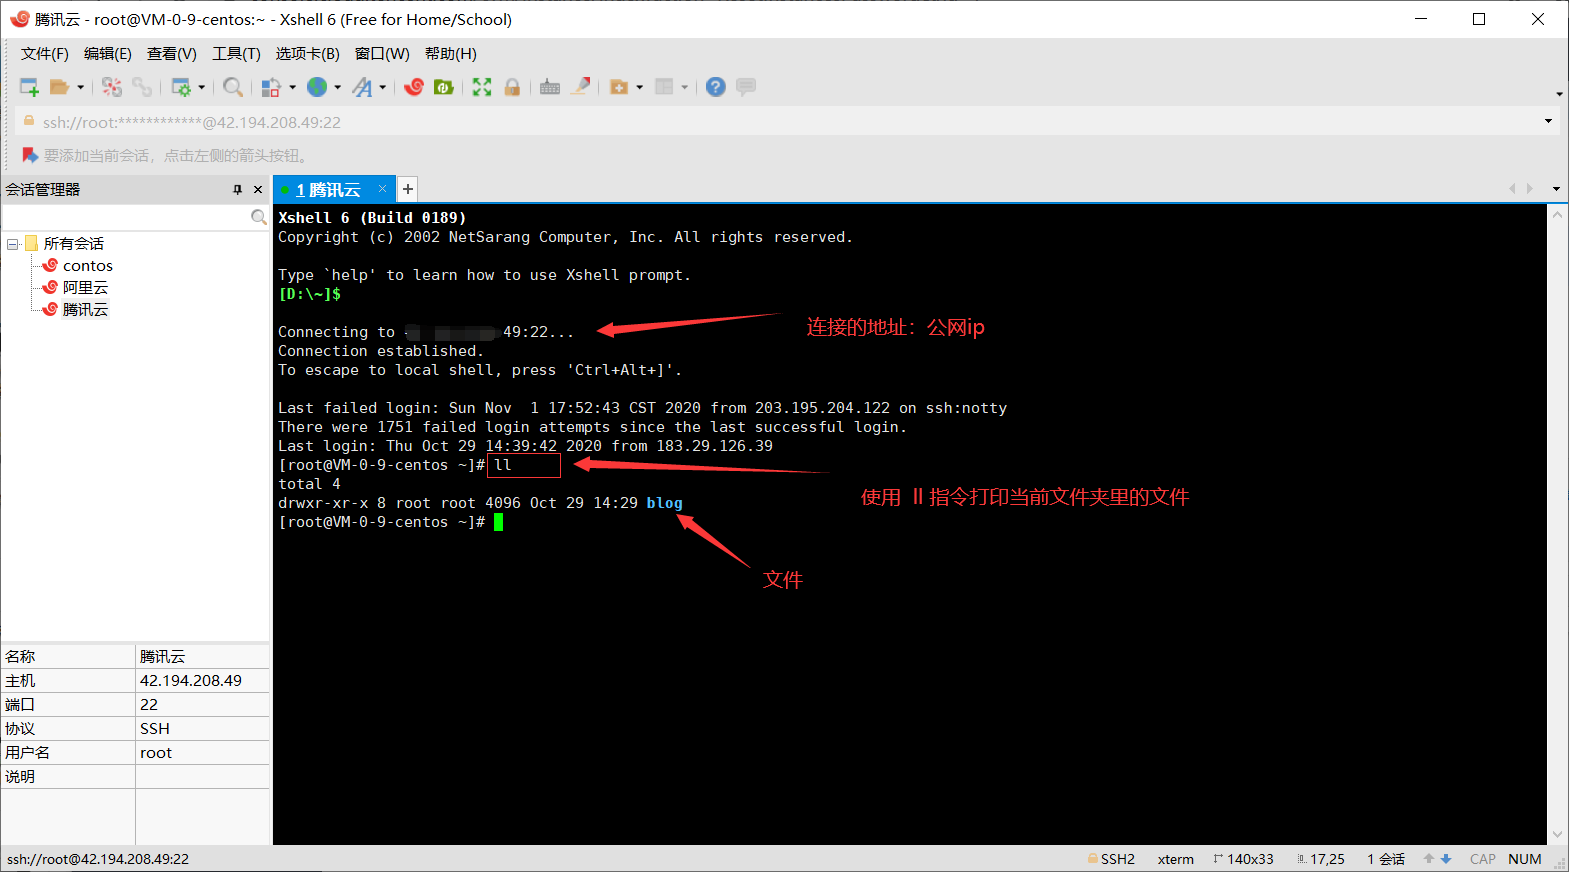 腾讯云 - root@VM-0-9-centos:~ - Xshell 6 (Free for Home/School)
文件(F) 编辑(E) 查看(V) 工具(T) 选项卡(B) 窗口(W) 帮助(H)
ssh://root:************@42.194.208.49:22
要添加当前会话，点击左侧的箭头按钮。
会话管理器
1 腾讯云
所有会话
contos
阿里云
腾讯云
Xshell 6 (Build 0189)
Copyright (c) 2002 NetSarang Computer, Inc. All rights reserved.
Type `help' to learn how to use Xshell prompt.
[D:\~]$
Connecting to 49:22...
连接的地址：公网ip
Connection established.
To escape to local shell, press 'Ctrl+Alt+]'.
Last failed login: Sun Nov  1 17:52:43 CST 2020 from 203.195.204.122 on ssh:notty
There were 1751 failed login attempts since the last successful login.
Last login: Thu Oct 29 14:39:42 2020 from 183.29.126.39
[root@VM-0-9-centos ~]# ll
total 4
使用 ll 指令打印当前文件夹里的文件
drwxr-xr-x 8 root root 4096 Oct 29 14:29 blog
[root@VM-0-9-centos ~]#
文件
名称 腾讯云
主机 42.194.208.49
端口 22
协议 SSH
用户名 root
说明
ssh://root@42.194.208.49:22 SSH2 xterm 140x33 17,25 1 会话 CAP NUM